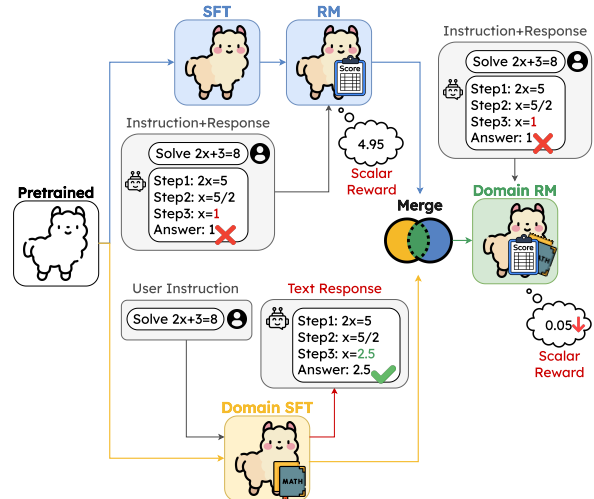 SFT
RM
Score
Instruction+Response
Solve 2x+3=8
Step1: 2x=5
Step2: x=5/2
Step3: x=1
Answer: 1
4.95
Scalar
Reward
Instruction+Response
Solve 2x+3=8
Step1: 2x=5
Step2: x=5/2
Step3: x=1
Answer: 1
Pretrained
Merge
Domain RM
Score
MATH
0.05
Scalar
Reward
User Instruction
Solve 2x+3=8
Text Response
Step1: 2x=5
Step2: x=5/2
Step3: x=2.5
Answer: 2.5
Domain SFT
MATH